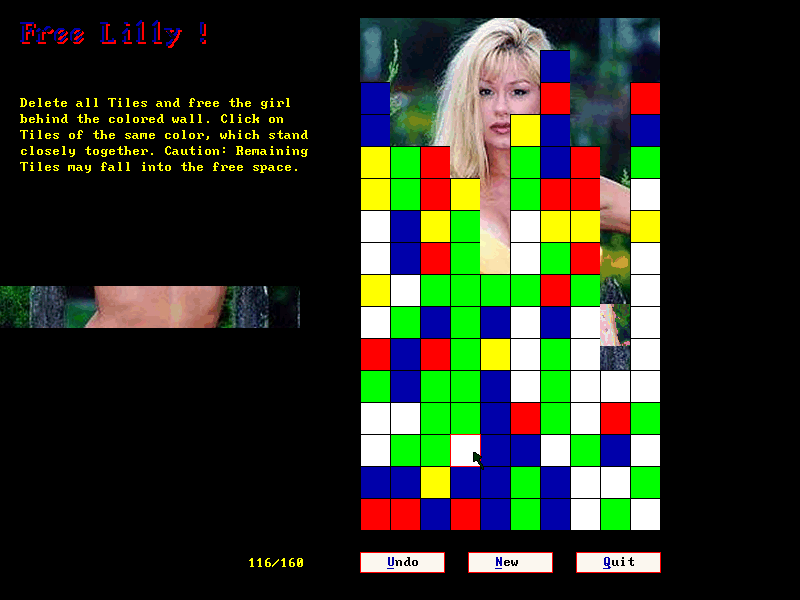 Free Lilly !
Delete all Tiles and free the girl
behind the colored wall. Click on
Tiles of the same color, which stand
closely together. Caution: Remaining
Tiles may fall into the free space.
116/160
Undo
New
Quit